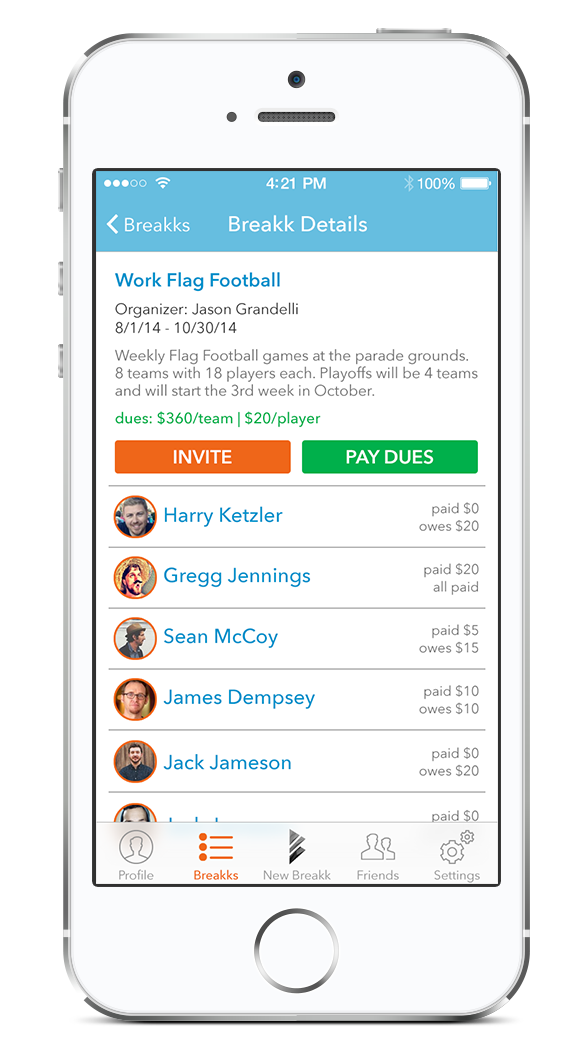 4:21 PM
100%
Breakks
Breakk Details
Work Flag Football
Organizer: Jason Grandelli
8/1/14 - 10/30/14
Weekly Flag Football games at the parade grounds.
8 teams with 18 players each. Playoffs will be 4 teams
and will start the 3rd week in October.
dues: $360/team | $20/player
INVITE
PAY DUES
Harry Ketzler
paid $0
owes $20
Gregg Jennings
paid $20
all paid
Sean McCoy
paid $5
owes $15
James Dempsey
paid $10
owes $10
Jack Jameson
paid $0
owes $20
paid $0
Profile
Breakks
New Breakk
Friends
Settings